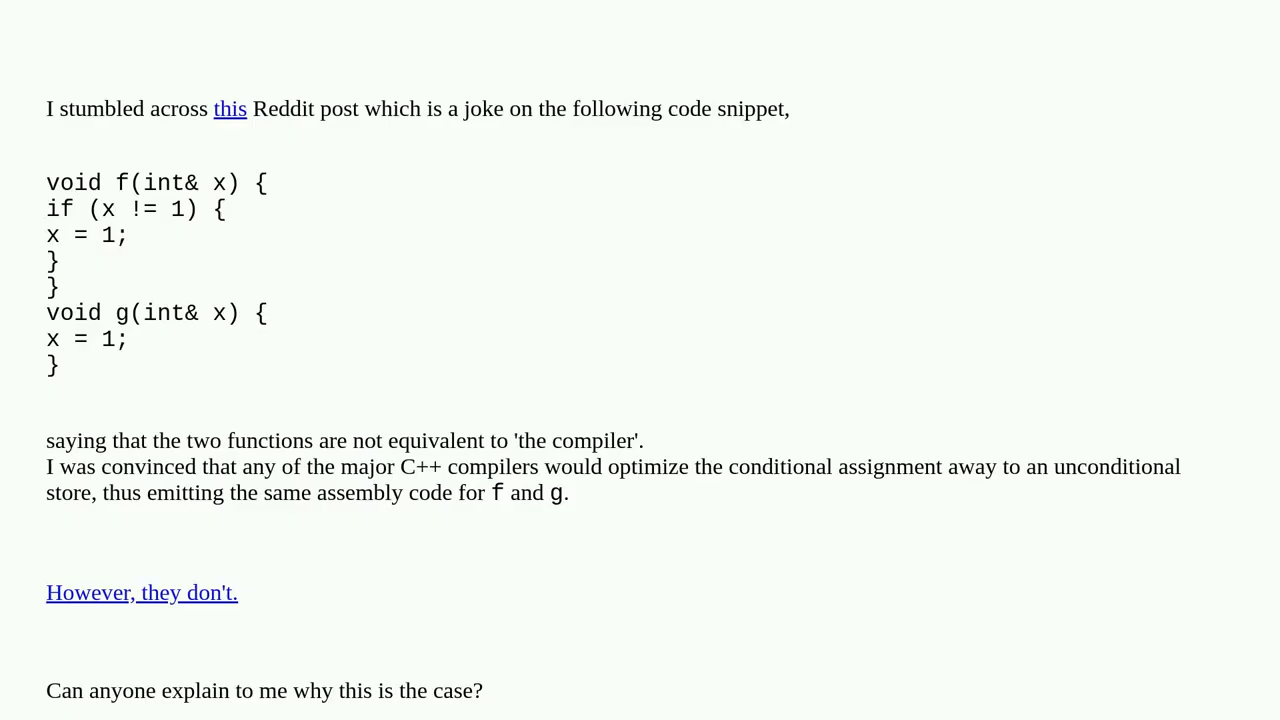 I stumbled across this Reddit post which is a joke on the following code snippet,
void f(int& x) {
if (x != 1) {
x = 1;
}
}
void g(int& x) {
x = 1;
}
saying that the two functions are not equivalent to 'the compiler'.
I was convinced that any of the major C++ compilers would optimize the conditional assignment away to an unconditional
store, thus emitting the same assembly code for f and g.
However, they don't.
Can anyone explain to me why this is the case?